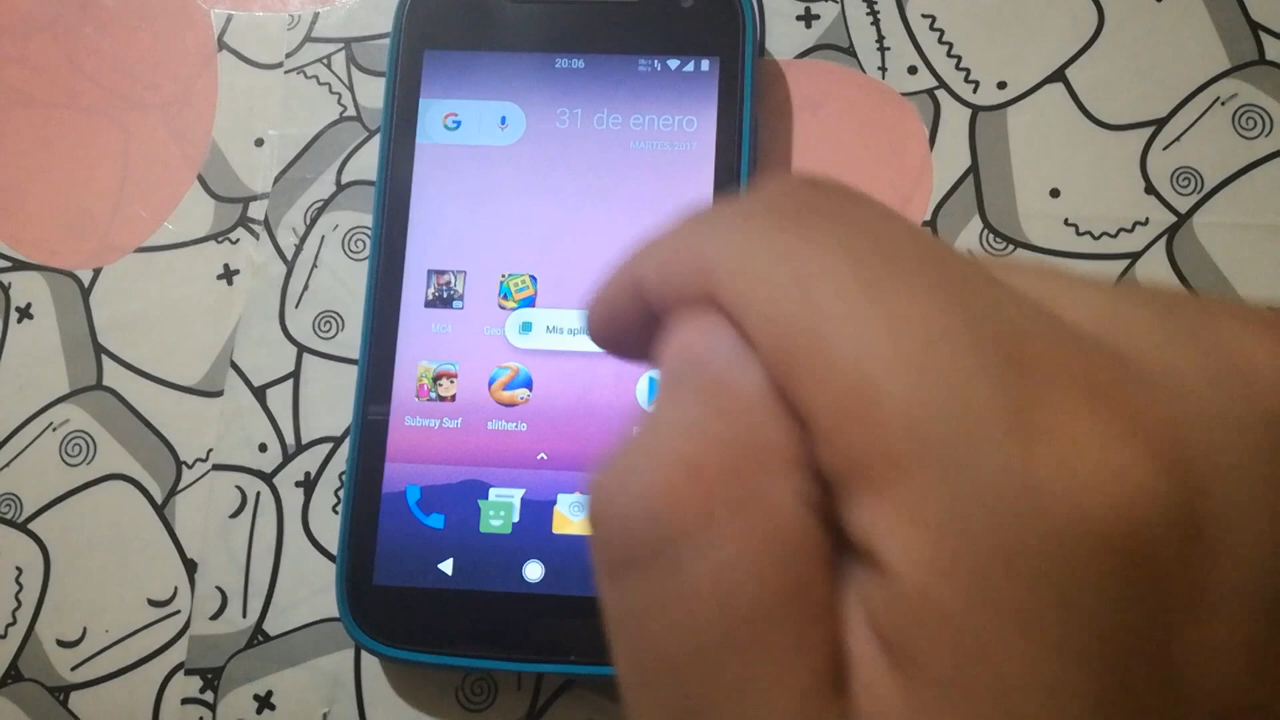 20:06
31 de enero
MARTES, 2017
MC4
Mis aplic
Subway Surf
slither.io